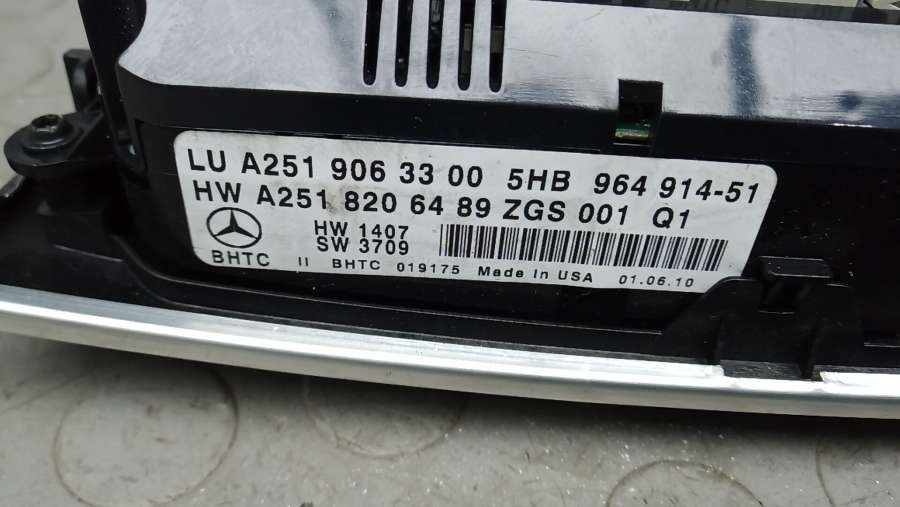 LU A251 906 33 00 5HB 964 914-51
HW A251 820 64 89 ZGS 001 Q1
HW 1407
SW 3709
BHTC II BHTC 019175 Made in USA 01.06.10